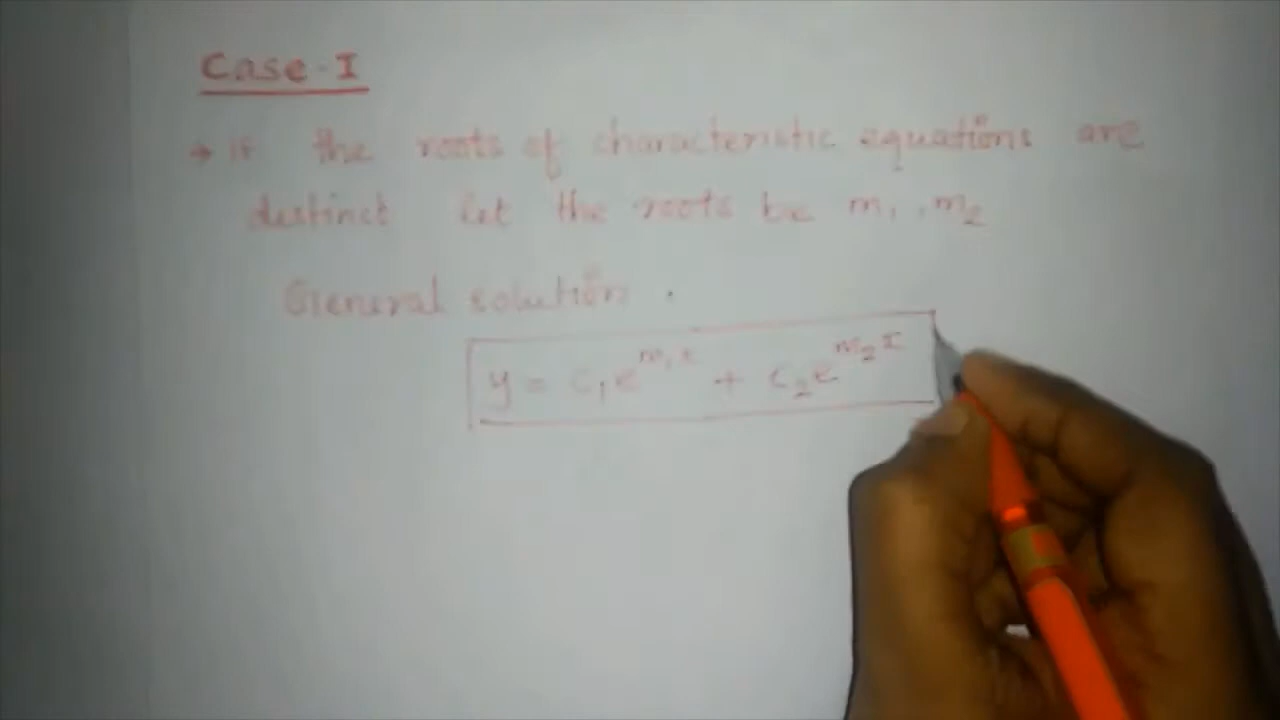 Case-I
→ if the roots of characteristic equations are
distinct let the roots be m₁, m₂
General solution.
y = c₁e^{m₁x} + c₂e^{m₂x}